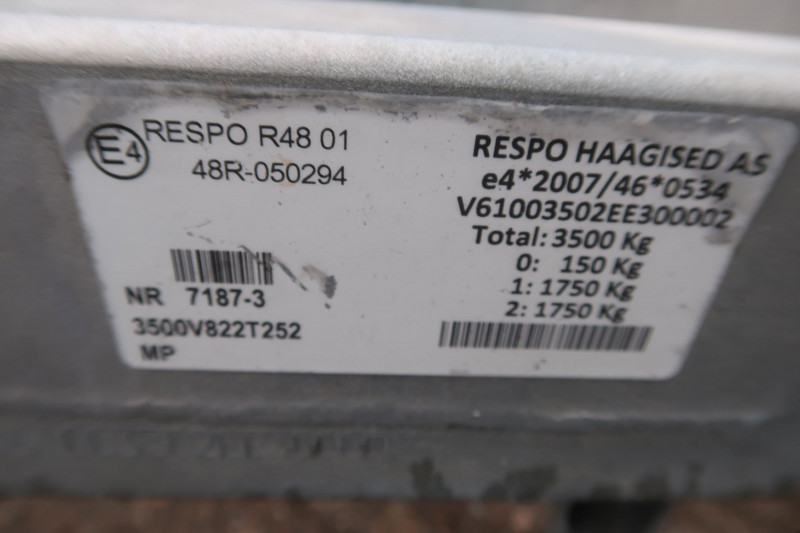 E4
RESPO R48 01
48R-050294
NR 7187-3
3500V822T252
MP
RESPO HAAGISED AS
e4*2007/46*0534
V61003502EE300002
Total: 3500 Kg
0: 150 Kg
1: 1750 Kg
2: 1750 Kg